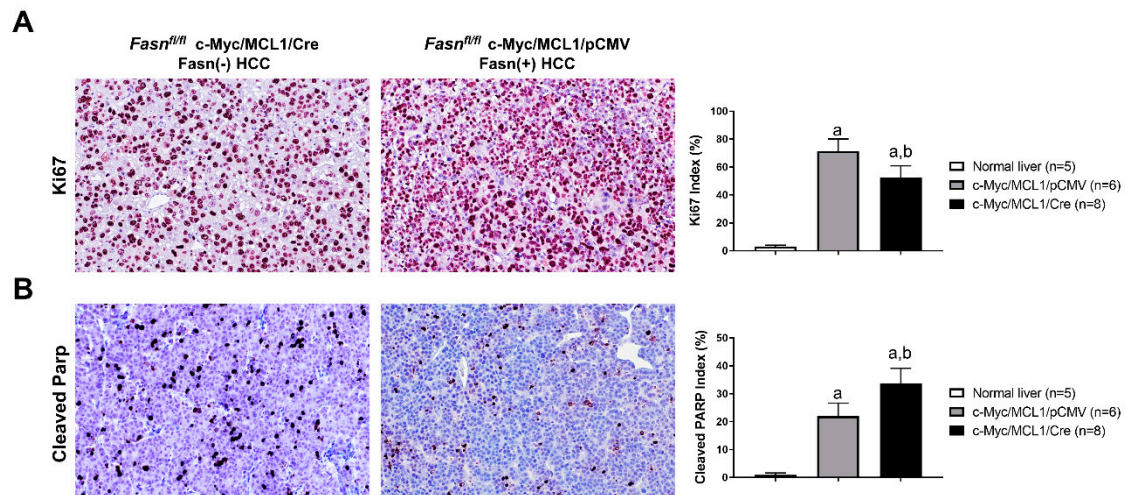 A
Fasnfl/fl c-Myc/MCL1/Cre
Fasn(-) HCC
Fasnfl/fl c-Myc/MCL1/pCMV
Fasn(+) HCC
Ki67
Ki67 Index (%)
100
80
60
40
20
0
a
a,b
Normal liver (n=5)
c-Myc/MCL1/pCMV (n=6)
c-Myc/MCL1/Cre (n=8)
B
Cleaved Parp
Cleaved PARP Index (%)
50
40
30
20
10
0
a
a,b
Normal liver (n=5)
c-Myc/MCL1/pCMV (n=6)
c-Myc/MCL1/Cre (n=8)